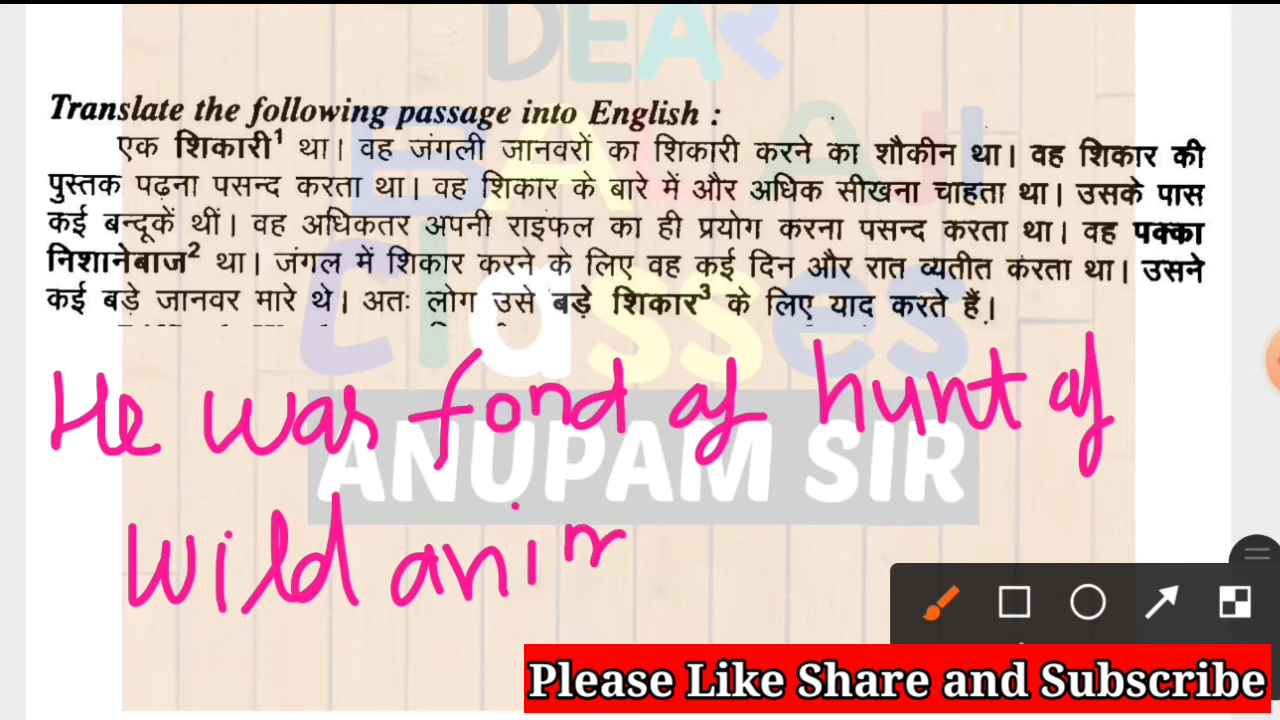 DEAR
BALAJI
classes
ANUPAM SIR
Translate the following passage into English :
एक शिकारी¹ था। वह जंगली जानवरों का शिकारी करने का शौकीन था। वह शिकार की
पुस्तक पढ़ना पसन्द करता था। वह शिकार के बारे में और अधिक सीखना चाहता था। उसके पास
कई बन्दूकें थीं। वह अधिकतर अपनी राइफल का ही प्रयोग करना पसन्द करता था। वह पक्का
निशानेबाज² था। जंगल में शिकार करने के लिए वह कई दिन और रात व्यतीत करता था। उसने
कई बड़े जानवर मारे थे। अतः लोग उसे बड़े शिकार³ के लिए याद करते हैं।
He was fond of hunt of
wild anim
Please Like Share and Subscribe